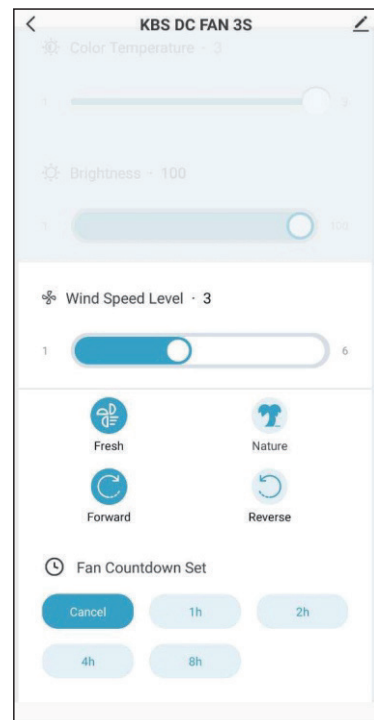 KBS DC FAN 3S
Color Temperature · 3
1 3
Brightness · 100
1 100
Wind Speed Level · 3
1 6
Fresh Nature
Forward Reverse
Fan Countdown Set
Cancel 1h 2h
4h 8h